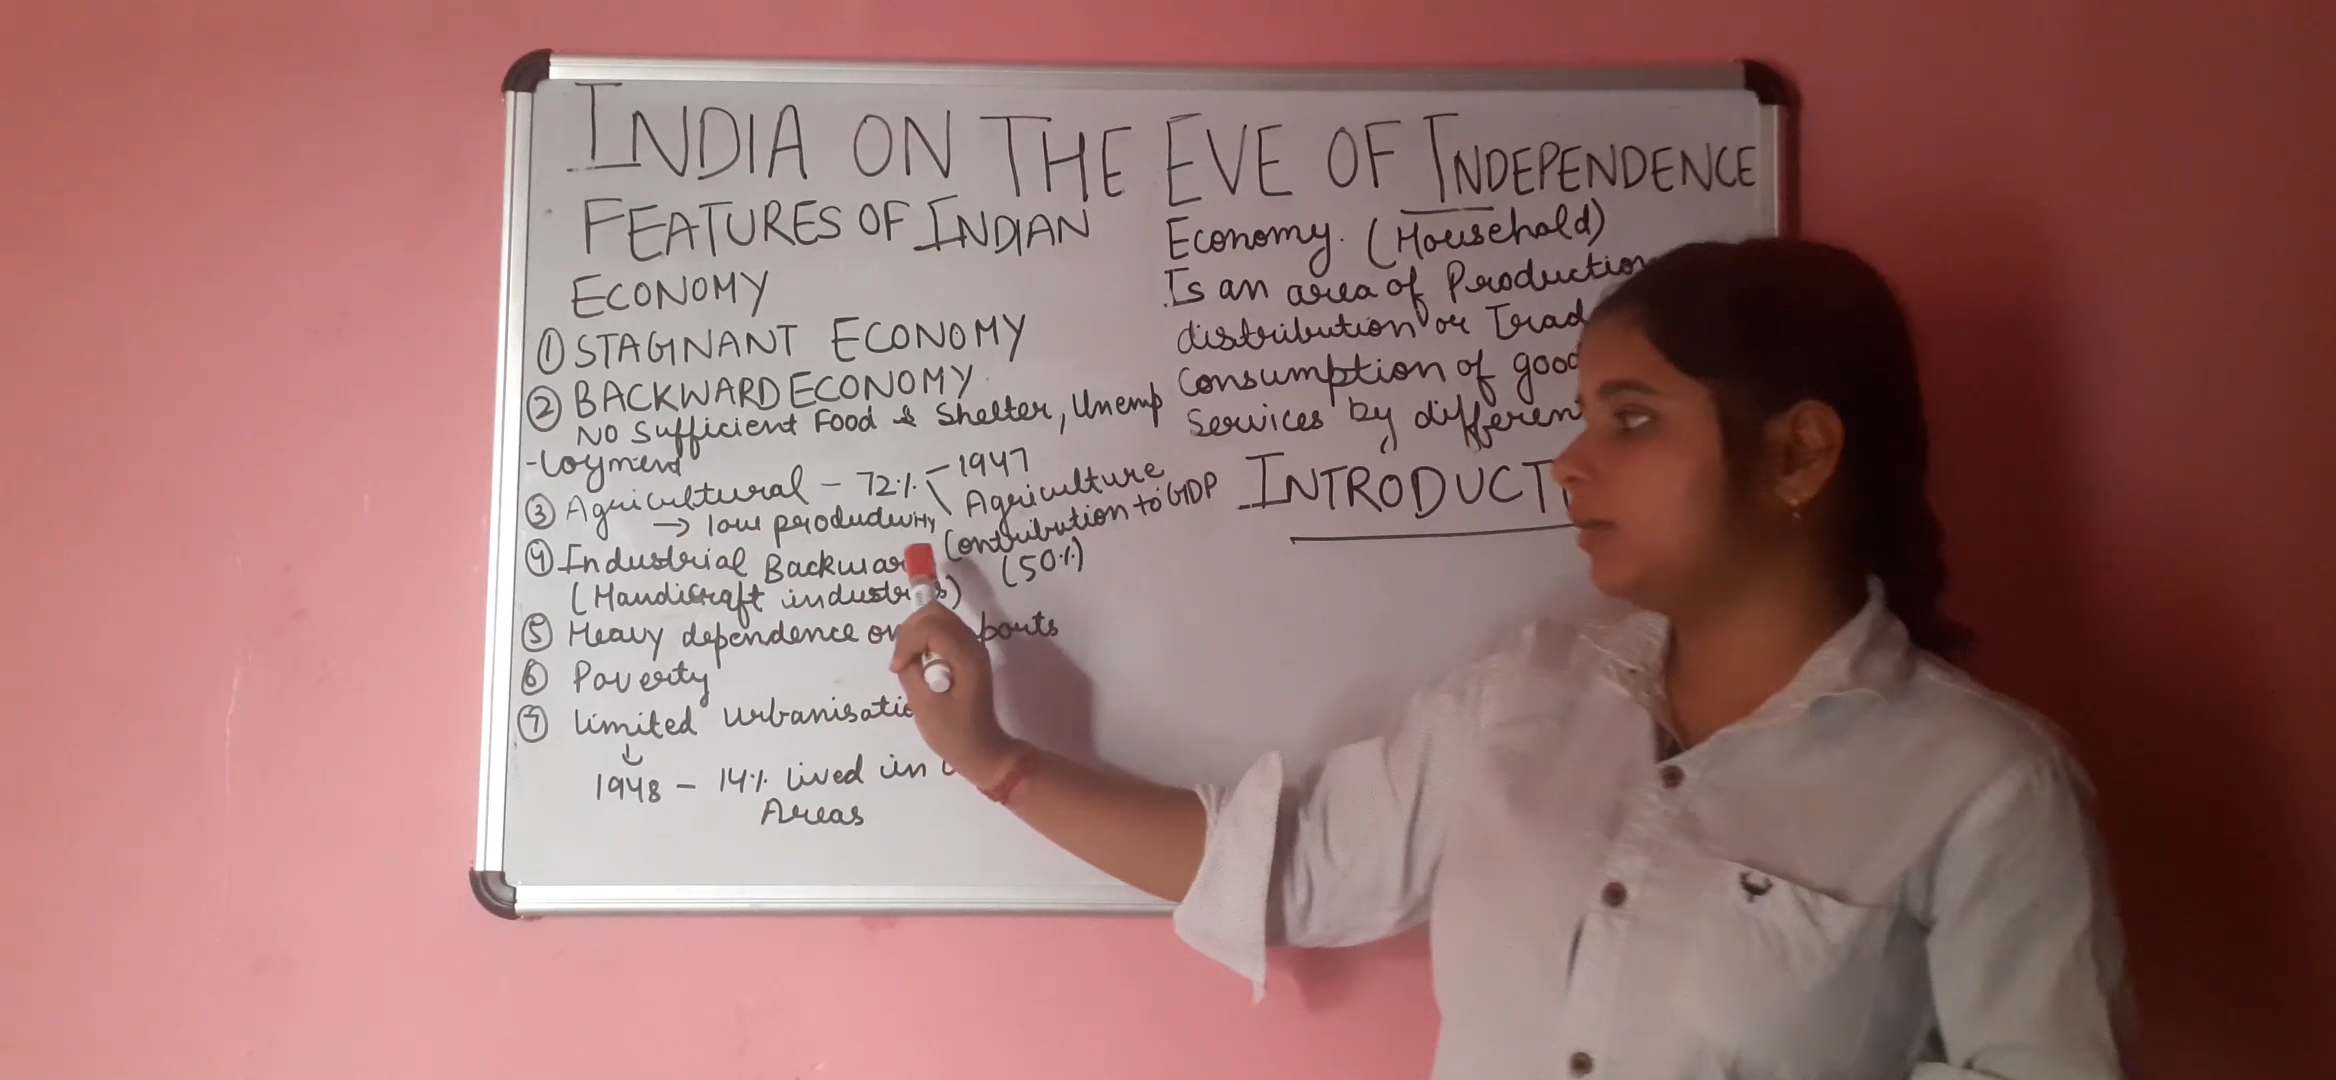 INDIA ON THE EVE OF INDEPENDENCE
FEATURES OF INDIAN
ECONOMY
① STAGNANT ECONOMY
② BACKWARD ECONOMY.
NO Sufficient Food & Shelter, Unemp
-loyment
③ Agricultural - 72% - 1947
\ Agriculture
Contribution to GDP
(50%)
→ low productivity
④ Industrial Backwar
(Handicraft industries)
⑤ Heavy dependence on
⑥ Poverty
⑦ limited urbanisatio
↓
1948 - 14% lived in
Areas
Economy. (Household)
Is an area of Production
distribution or Trad
Consumption of good
Services by different
INTRODUCTI